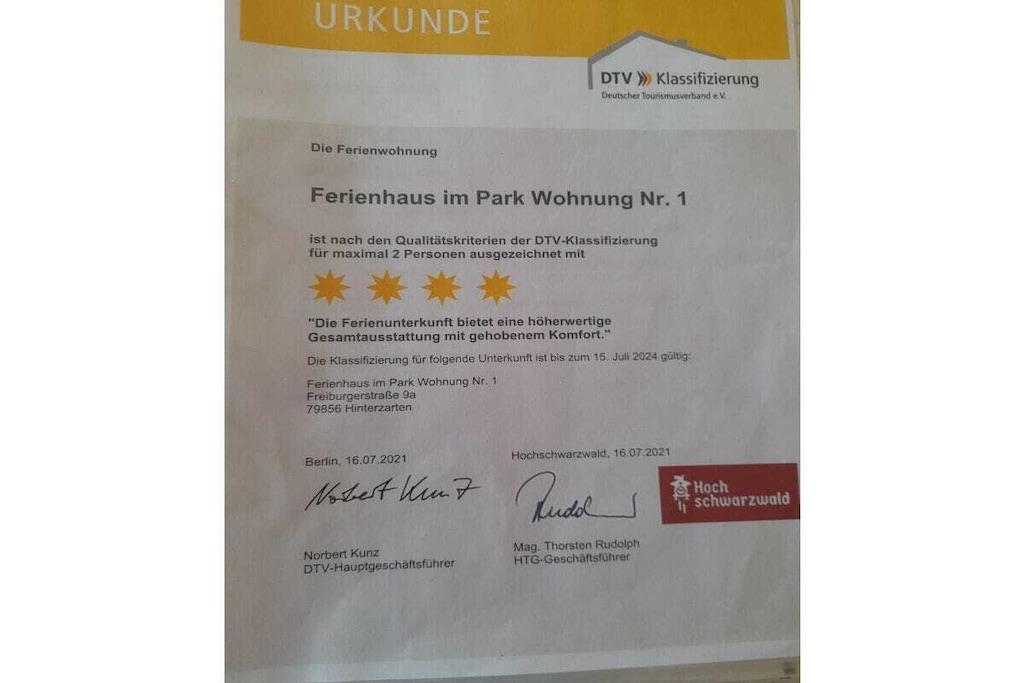 URKUNDE
DTV Klassifizierung
Deutscher Tourismusverband e.V.
Die Ferienwohnung
Ferienhaus im Park Wohnung Nr. 1
ist nach den Qualitätskriterien der DTV-Klassifizierung
für maximal 2 Personen ausgezeichnet mit
"Die Ferienunterkunft bietet eine höherwertige
Gesamtausstattung mit gehobenem Komfort."
Die Klassifizierung für folgende Unterkunft ist bis zum 15. Juli 2024 gültig:
Ferienhaus im Park Wohnung Nr. 1
Freiburgerstraße 9a
79856 Hinterzarten
Berlin, 16.07.2021
Hochschwarzwald, 16.07.2021
Norbert Kunz
Rudol
Hoch
schwarzwald
Norbert Kunz
DTV-Hauptgeschäftsführer
Mag. Thorsten Rudolph
HTG-Geschäftsführer